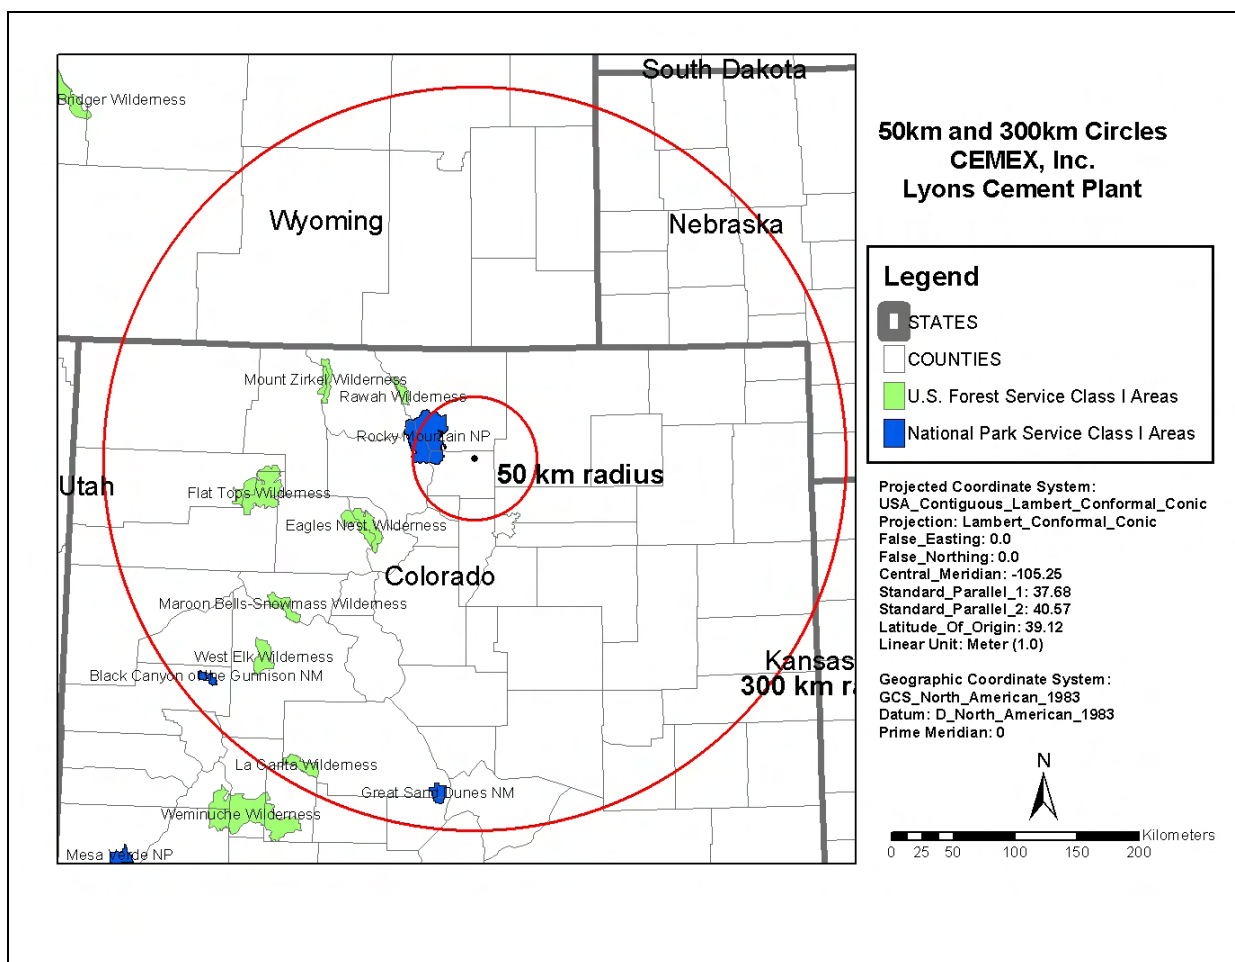 South Dakota
Bridger Wilderness
Wyoming
Nebraska
Mount Zirkel Wilderness
Rawah Wilderness
Rocky Mountain NP
50 km radius
Utah
Flat Tops Wilderness
Eagles Nest Wilderness
Colorado
Maroon Bells-Snowmass Wilderness
West Elk Wilderness
Black Canyon of the Gunnison NM
Kansas
300 km ra
La Garita Wilderness
Great Sand Dunes NM
Weminuche Wilderness
Mesa Verde NP
50km and 300km Circles
CEMEX, Inc.
Lyons Cement Plant
Legend
STATES
COUNTIES
U.S. Forest Service Class I Areas
National Park Service Class I Areas
Projected Coordinate System:
USA_Contiguous_Lambert_Conformal_Conic
Projection: Lambert_Conformal_Conic
False_Easting: 0.0
False_Northing: 0.0
Central_Meridian: -105.25
Standard_Parallel_1: 37.68
Standard_Parallel_2: 40.57
Latitude_Of_Origin: 39.12
Linear Unit: Meter (1.0)
Geographic Coordinate System:
GCS_North_American_1983
Datum: D_North_American_1983
Prime Meridian: 0
N
Kilometers
0 25 50 100 150 200